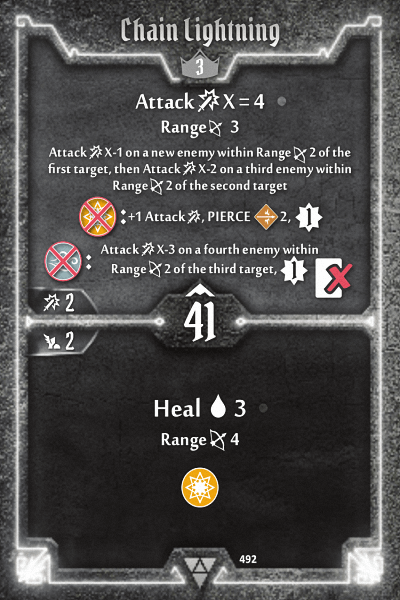 Chain Lightning
3
Attack X = 4
Range 3
Attack X-1 on a new enemy within Range 2 of the
first target, then Attack X-2 on a third enemy within
Range 2 of the second target
: +1 Attack, PIERCE 2, 1
: Attack X-3 on a fourth enemy within
Range 2 of the third target, 1
2
41
2
Heal 3
Range 4
492